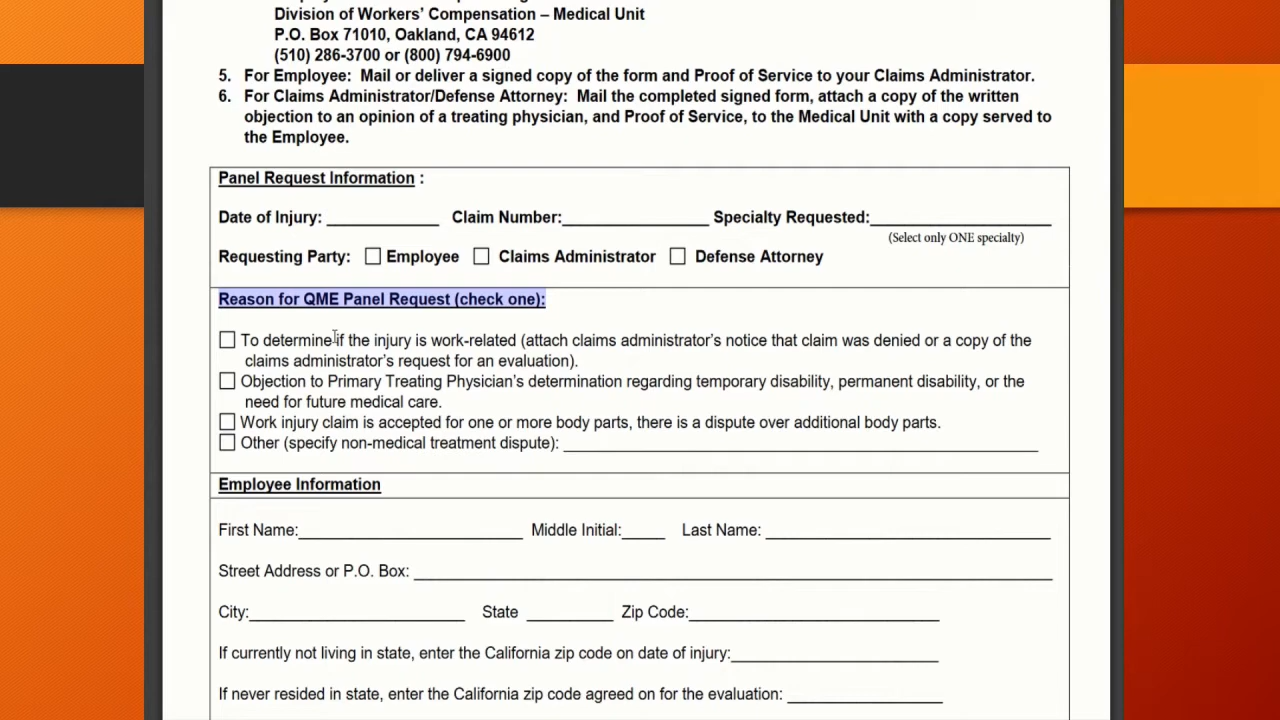 Division of Workers' Compensation – Medical Unit
P.O. Box 71010, Oakland, CA 94612
(510) 286-3700 or (800) 794-6900
5. For Employee: Mail or deliver a signed copy of the form and Proof of Service to your Claims Administrator.
6. For Claims Administrator/Defense Attorney: Mail the completed signed form, attach a copy of the written
objection to an opinion of a treating physician, and Proof of Service, to the Medical Unit with a copy served to
the Employee.
Panel Request Information :
Date of Injury: Claim Number: Specialty Requested:
(Select only ONE specialty)
Requesting Party: Employee Claims Administrator Defense Attorney
Reason for QME Panel Request (check one):
To determine if the injury is work-related (attach claims administrator's notice that claim was denied or a copy of the
claims administrator's request for an evaluation).
Objection to Primary Treating Physician's determination regarding temporary disability, permanent disability, or the
need for future medical care.
Work injury claim is accepted for one or more body parts, there is a dispute over additional body parts.
Other (specify non-medical treatment dispute):
Employee Information
First Name: Middle Initial: Last Name:
Street Address or P.O. Box:
City: State Zip Code:
If currently not living in state, enter the California zip code on date of injury:
If never resided in state, enter the California zip code agreed on for the evaluation: